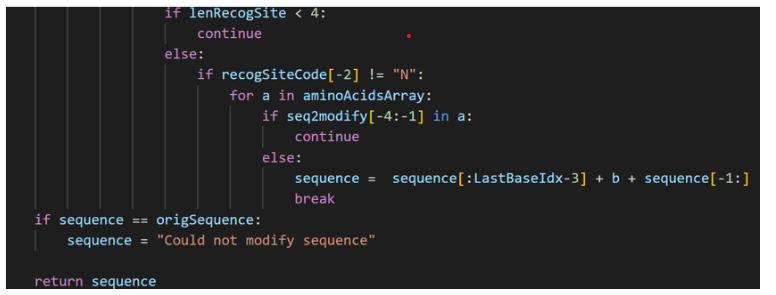 if lenRecogSite < 4:
continue
else:
if recogSiteCode[-2] != "N":
for a in aminoAcidsArray:
if seq2modify[-4:-1] in a:
continue
else:
sequence =  sequence[:LastBaseIdx-3] + b + sequence[-1:]
break
if sequence == origSequence:
sequence = "Could not modify sequence"
return sequence